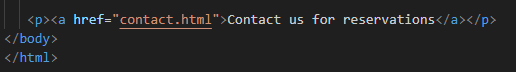 <p><a href="contact.html">Contact us for reservations</a></p>
</body>
</html>